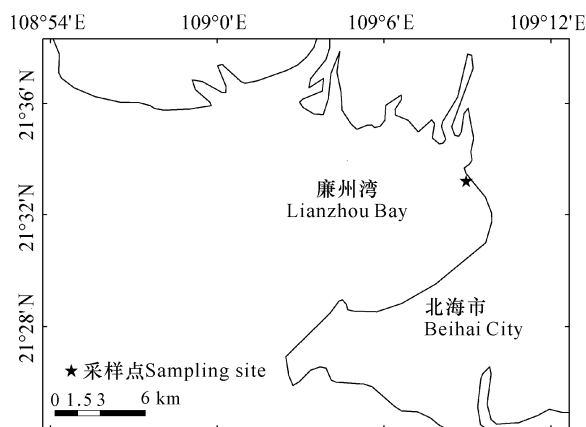 108°54′E 109°0′E 109°6′E 109°12′E
21°36′N
廉州湾
Lianzhou Bay
21°32′N
北海市
Beihai City
21°28′N
★采样点Sampling site
0 1.5 3 6 km